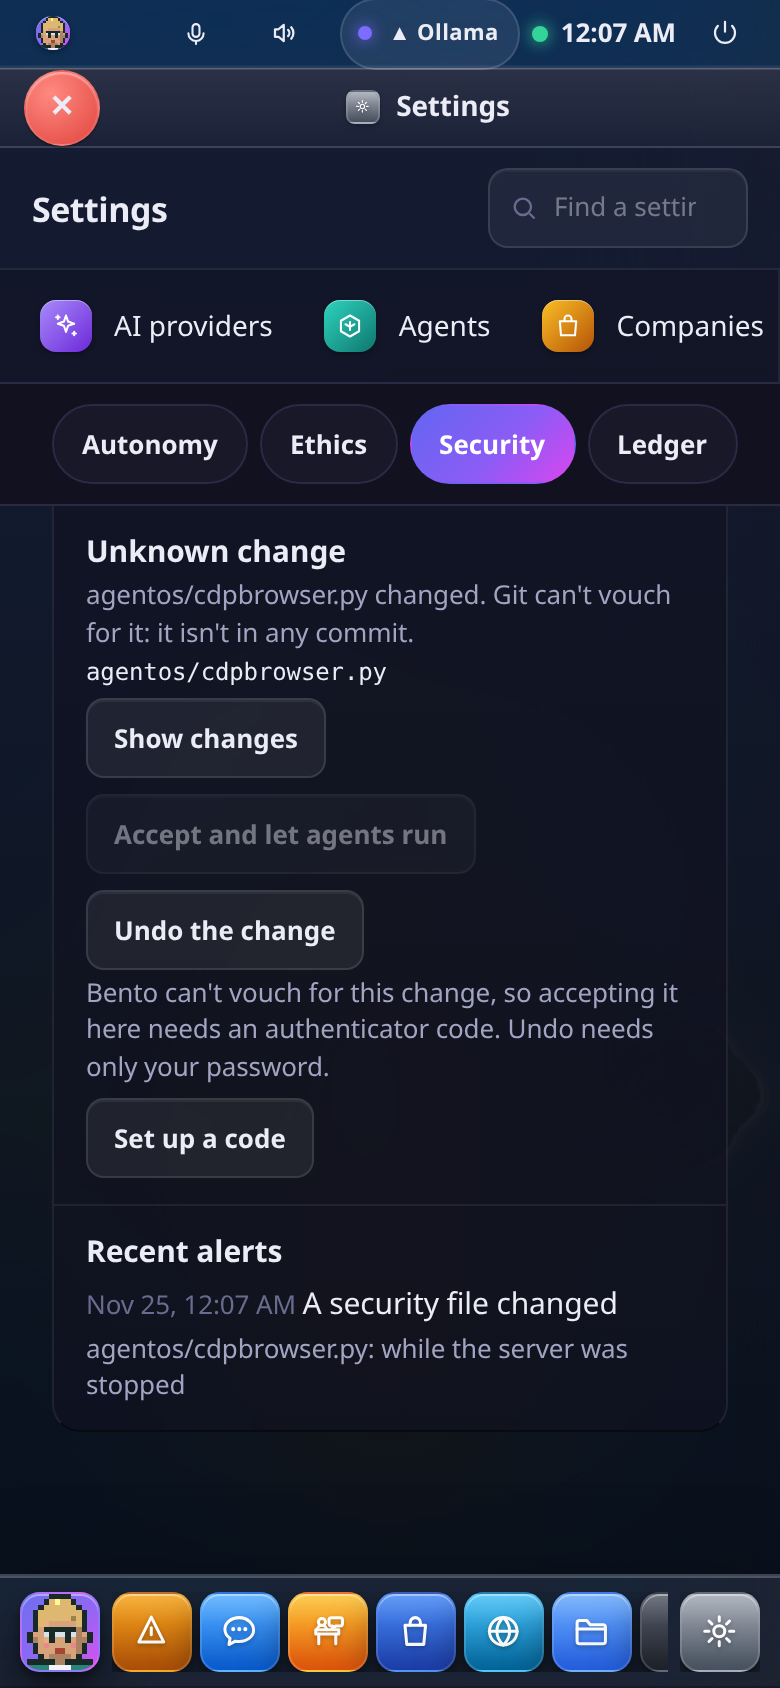 ▲ Ollama
12:07 AM
Settings
Settings
Find a settir
AI providers
Agents
Companies
Autonomy
Ethics
Security
Ledger
Unknown change
agentos/cdpbrowser.py changed. Git can't vouch
for it: it isn't in any commit.
agentos/cdpbrowser.py
Show changes
Accept and let agents run
Undo the change
Bento can't vouch for this change, so accepting it
here needs an authenticator code. Undo needs
only your password.
Set up a code
Recent alerts
Nov 25, 12:07 AM A security file changed
agentos/cdpbrowser.py: while the server was
stopped